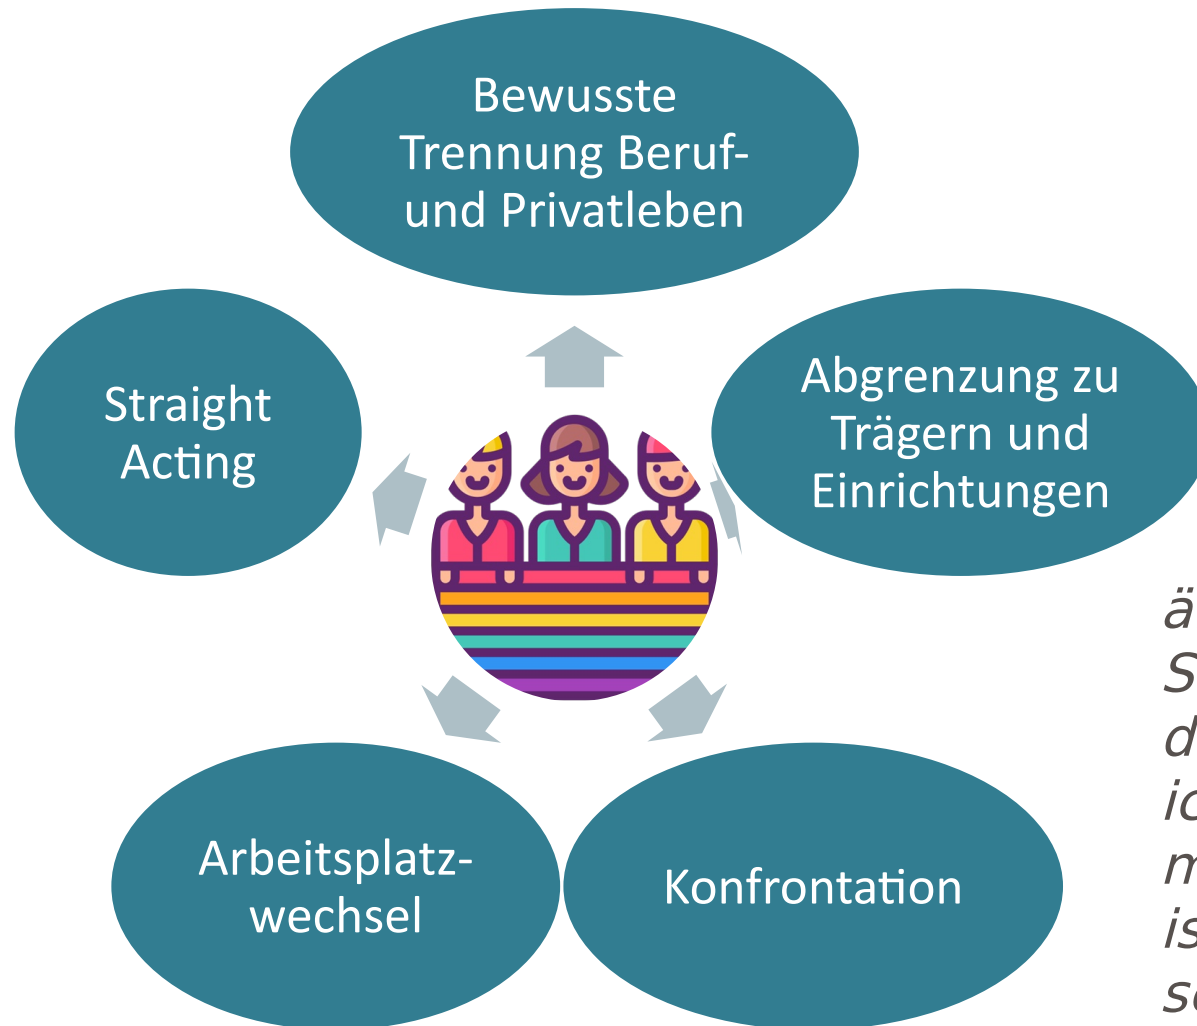 Bewusste
Trennung Beruf-
und Privatleben
Straight
Acting
Abgrenzung zu
Trägern und
Einrichtungen
Arbeitsplatz-
wechsel
Konfrontation